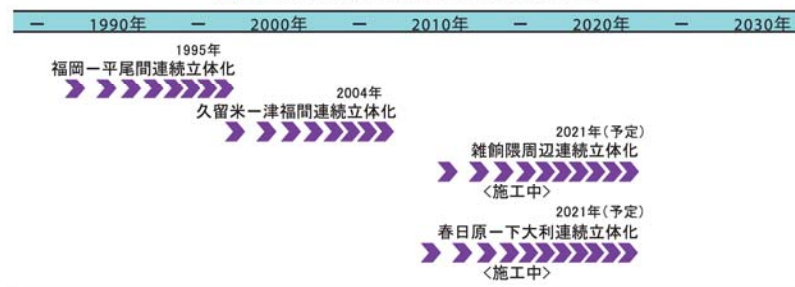 ― 1990年 ― 2000年 ― 2010年 ― 2020年 ― 2030年
1995年
福岡ー平尾間連続立体化
2004年
久留米ー津福間連続立体化
2021年(予定)
雑餉隈周辺連続立体化
<施工中>
2021年(予定)
春日原ー下大利連続立体化
<施工中>